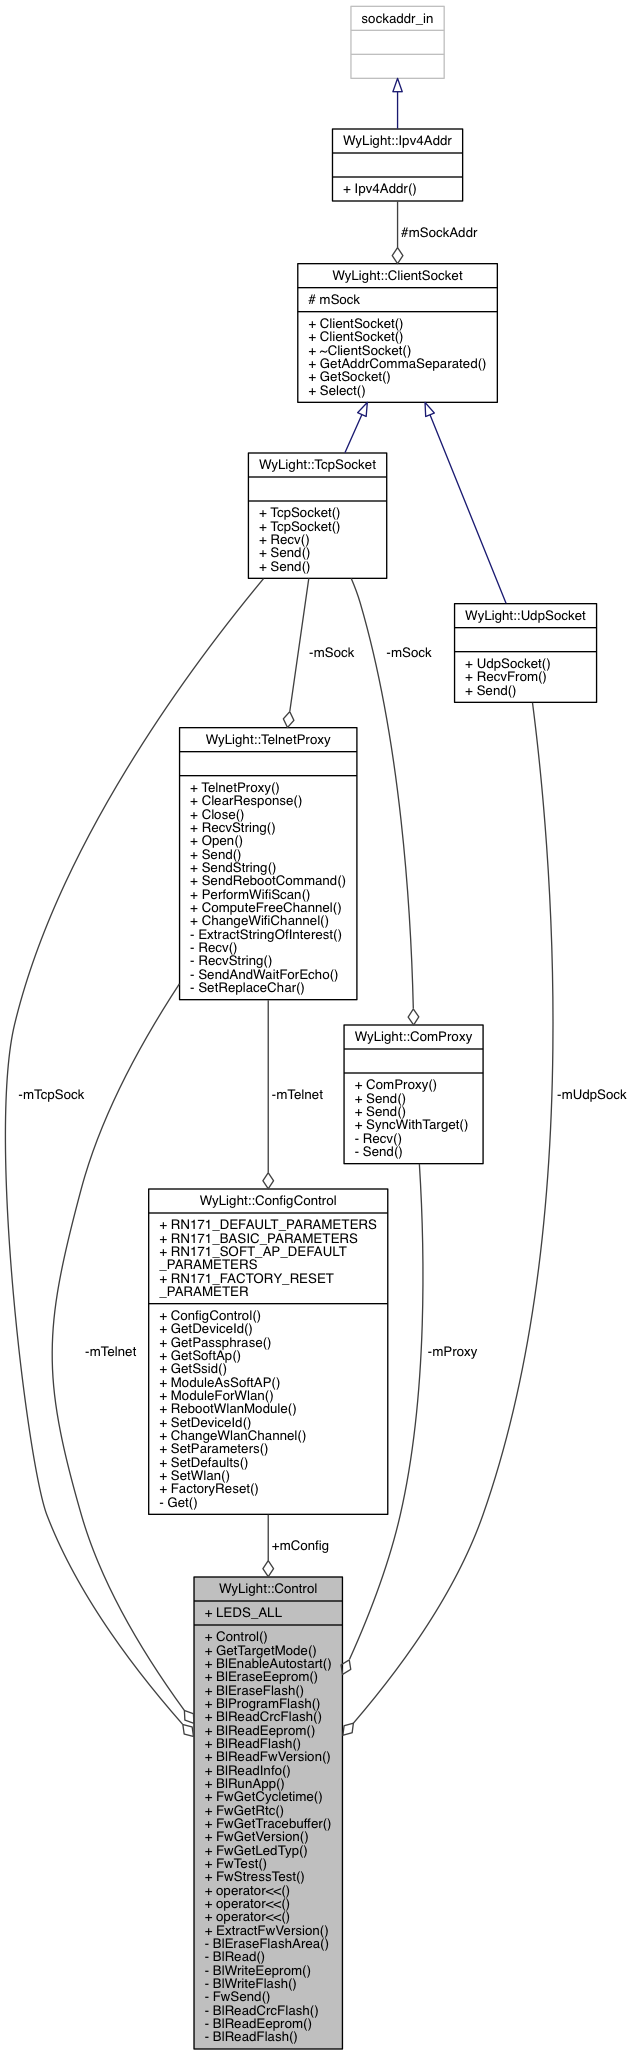 sockaddr_in
WyLight::Ipv4Addr
+ Ipv4Addr()
#mSockAddr
WyLight::ClientSocket
# mSock
+ ClientSocket()
+ ClientSocket()
+ ~ClientSocket()
+ GetAddrCommaSeparated()
+ GetSocket()
+ Select()
WyLight::TcpSocket
+ TcpSocket()
+ TcpSocket()
+ Recv()
+ Send()
+ Send()
WyLight::UdpSocket
+ UdpSocket()
+ RecvFrom()
+ Send()
-mSock
-mSock
WyLight::TelnetProxy
+ TelnetProxy()
+ ClearResponse()
+ Close()
+ RecvString()
+ Open()
+ Send()
+ SendString()
+ SendRebootCommand()
+ PerformWifiScan()
+ ComputeFreeChannel()
+ ChangeWifiChannel()
- ExtractStringOfInterest()
- Recv()
- RecvString()
- SendAndWaitForEcho()
- SetReplaceChar()
WyLight::ComProxy
+ ComProxy()
+ Send()
+ Send()
+ SyncWithTarget()
- Recv()
- Send()
-mTcpSock
-mTelnet
-mUdpSock
WyLight::ConfigControl
+ RN171_DEFAULT_PARAMETERS
+ RN171_BASIC_PARAMETERS
+ RN171_SOFT_AP_DEFAULT
_PARAMETERS
+ RN171_FACTORY_RESET
_PARAMETER
+ ConfigControl()
+ GetDeviceId()
+ GetPassphrase()
+ GetSoftAp()
+ GetSsid()
+ ModuleAsSoftAP()
+ ModuleForWlan()
+ RebootWlanModule()
+ SetDeviceId()
+ ChangeWlanChannel()
+ SetParameters()
+ SetDefaults()
+ SetWlan()
+ FactoryReset()
- Get()
-mTelnet
-mProxy
+mConfig
WyLight::Control
+ LEDS_ALL
+ Control()
+ GetTargetMode()
+ BlEnableAutostart()
+ BlEraseEeprom()
+ BlEraseFlash()
+ BlProgramFlash()
+ BlReadCrcFlash()
+ BlReadEeprom()
+ BlReadFlash()
+ BlReadFwVersion()
+ BlReadInfo()
+ BlRunApp()
+ FwGetCycletime()
+ FwGetRtc()
+ FwGetTracebuffer()
+ FwGetVersion()
+ FwGetLedTyp()
+ FwTest()
+ FwStressTest()
+ operator<<()
+ operator<<()
+ operator<<()
+ ExtractFwVersion()
- BlEraseFlashArea()
- BlRead()
- BlWriteEeprom()
- BlWriteFlash()
- FwSend()
- BlReadCrcFlash()
- BlReadEeprom()
- BlReadFlash()